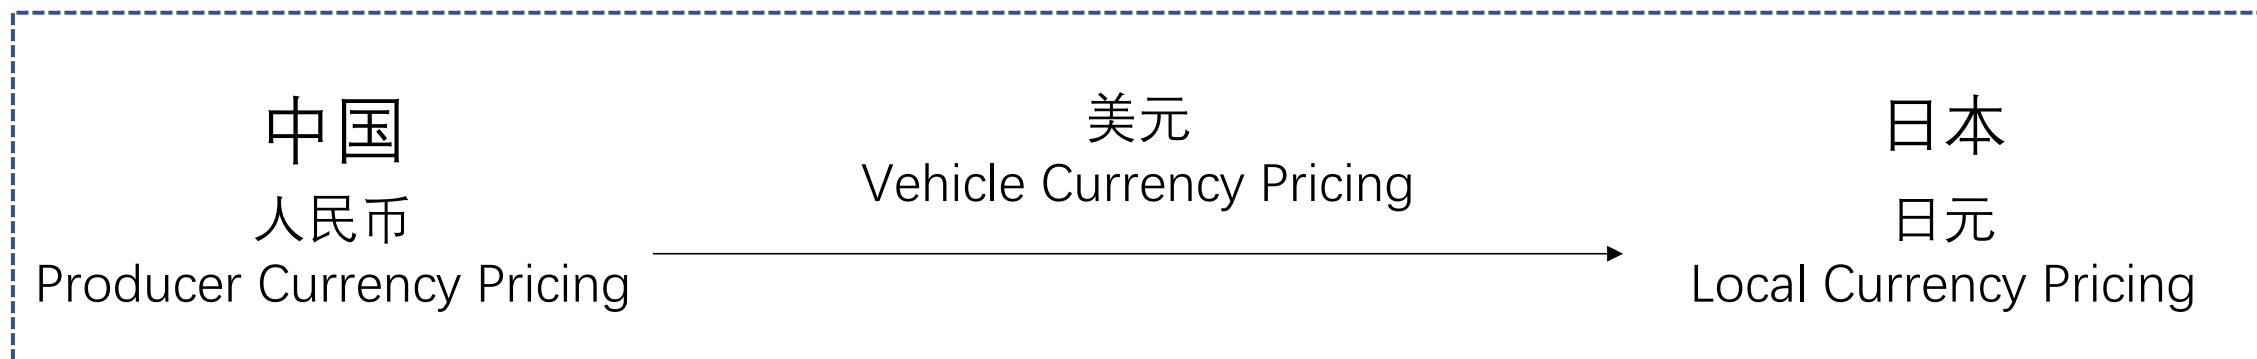 中国
人民币
Producer Currency Pricing
美元
Vehicle Currency Pricing
日本
日元
Local Currency Pricing